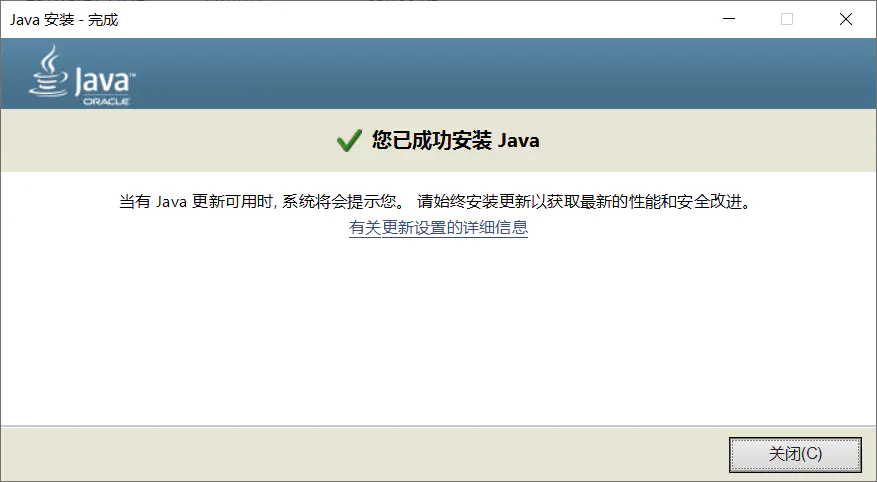 Java 安装 - 完成
Java™
ORACLE
您已成功安装 Java
当有 Java 更新可用时, 系统将会提示您。 请始终安装更新以获取最新的性能和安全改进。
有关更新设置的详细信息
关闭(C)